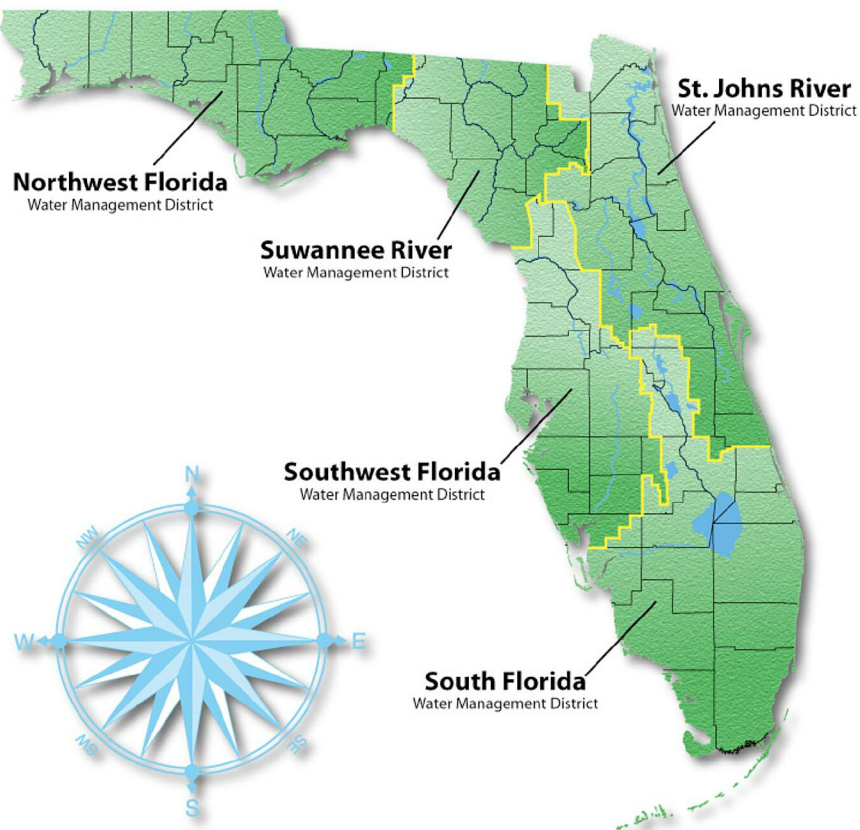 St. Johns River
Water Management District
Northwest Florida
Water Management District
Suwannee River
Water Management District
Southwest Florida
Water Management District
South Florida
Water Management District
N
NW
NE
W
E
SW
SE
S